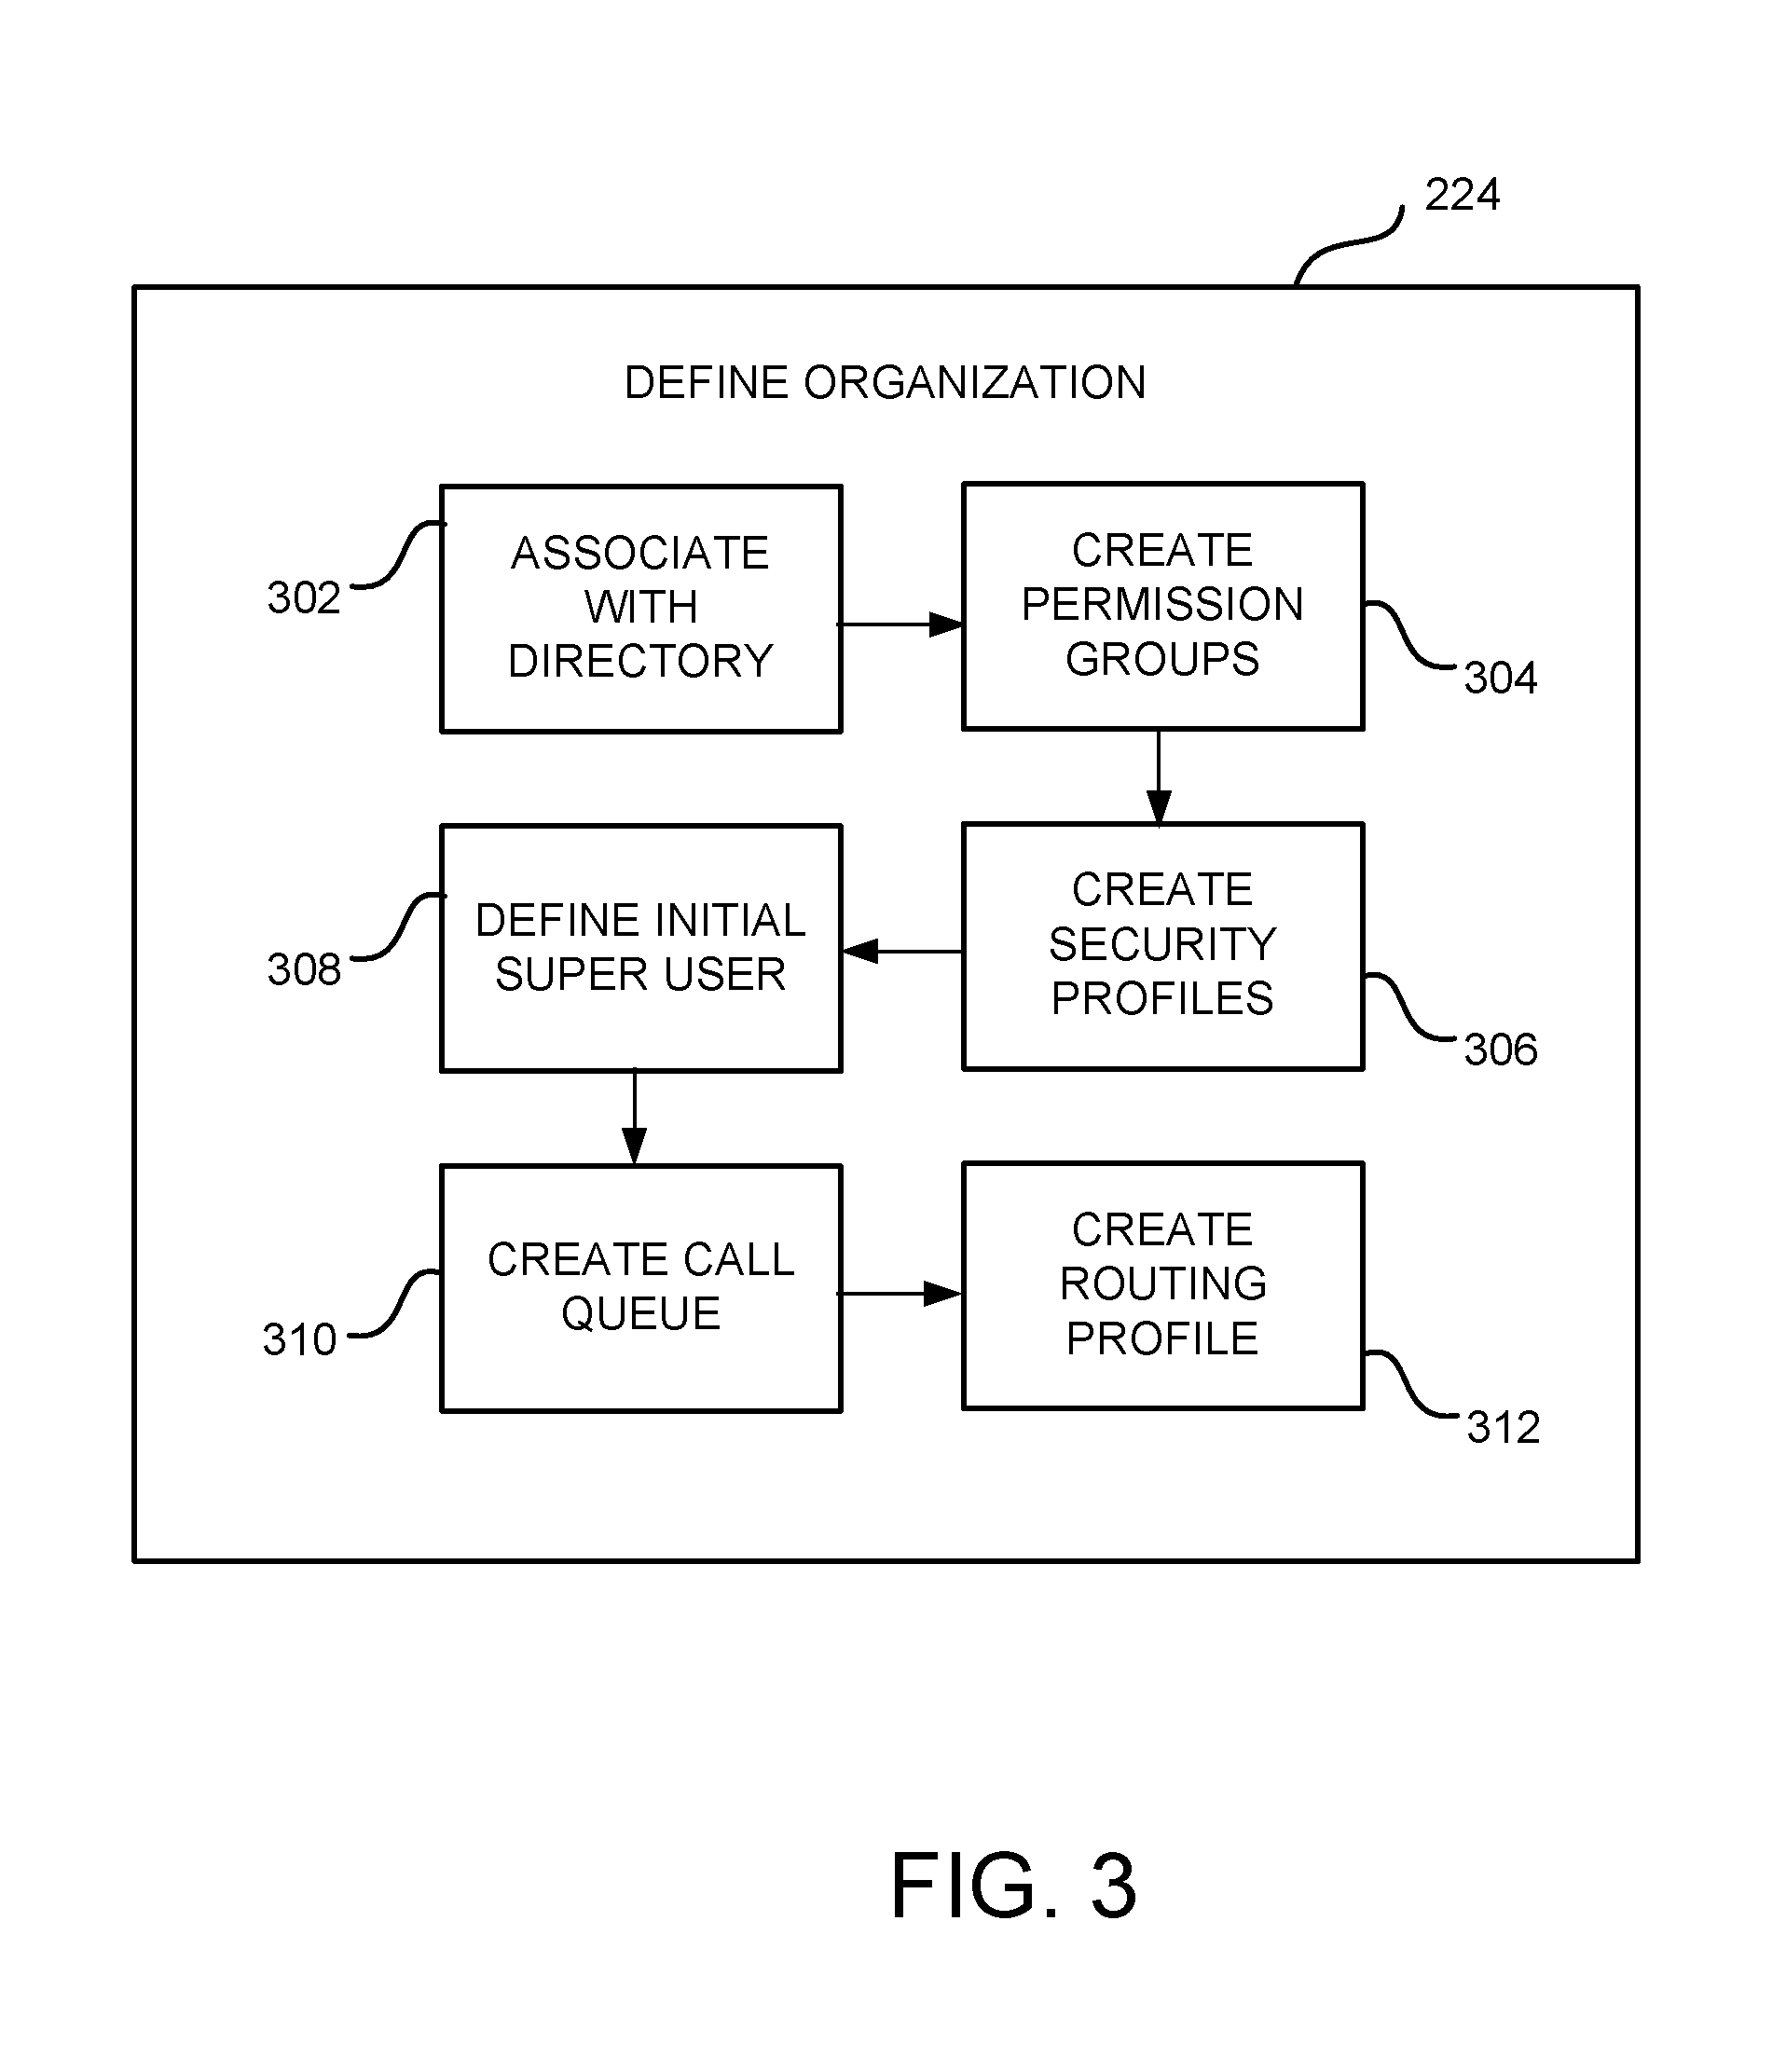 224
DEFINE ORGANIZATION
302
ASSOCIATE
WITH
DIRECTORY
CREATE
PERMISSION
GROUPS
304
308
DEFINE INITIAL
SUPER USER
CREATE
SECURITY
PROFILES
306
310
CREATE CALL
QUEUE
CREATE
ROUTING
PROFILE
312
FIG. 3